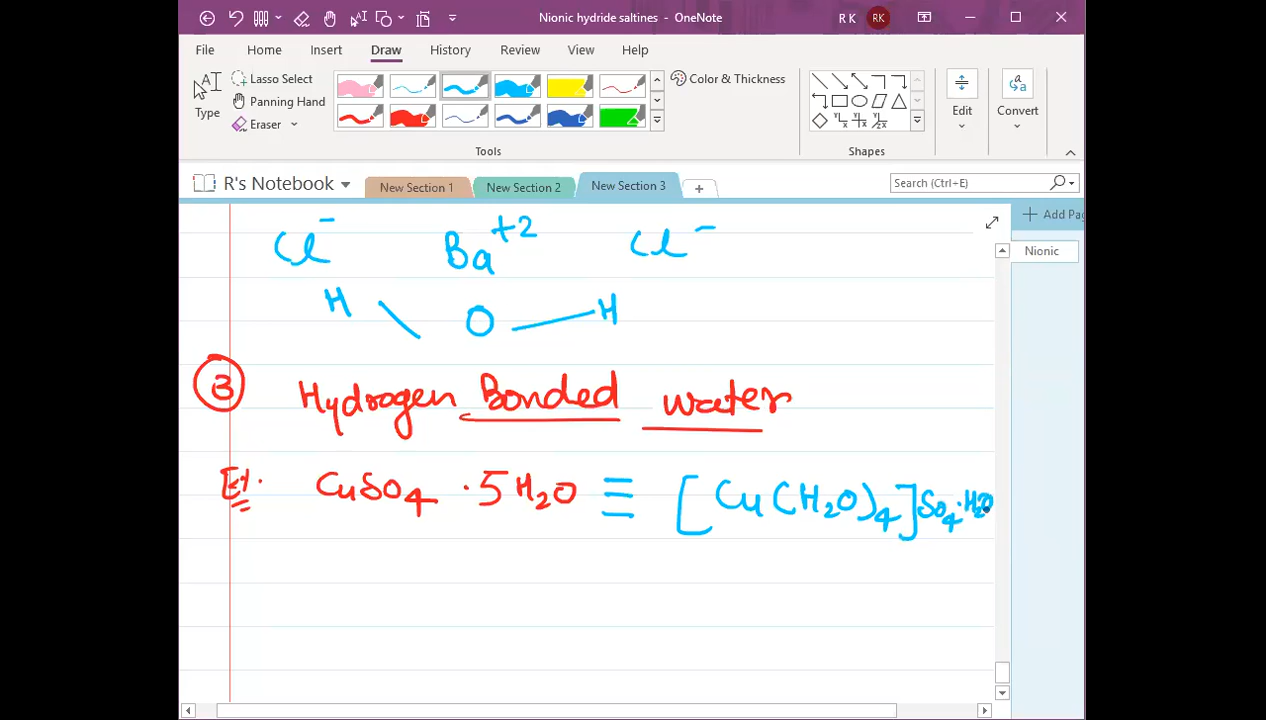 Nionic hydride saltines - OneNote
R K RK
File Home Insert Draw History Review View Help
Type
Lasso Select
Panning Hand
Eraser
Color & Thickness
Edit
Convert
Tools
Shapes
R's Notebook
New Section 1
New Section 2
New Section 3
Search (Ctrl+E)
Add Pag
Nionic
Cl⁻ Ba⁺² Cl⁻
H O H
③ Hydrogen Bonded water
Ex. CuSO₄ · 5H₂O ≡ [Cu(H₂O)₄]SO₄·H₂O